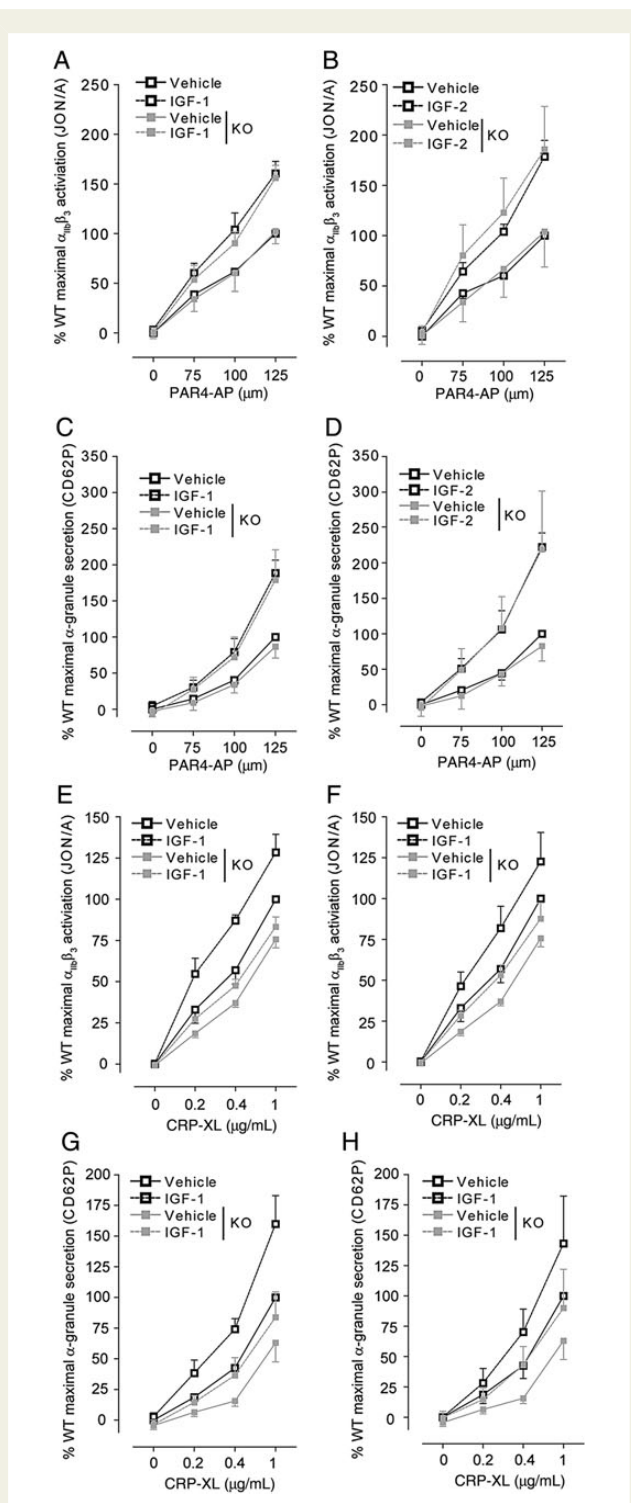 A
% WT maximal αIIbβ3 activiation (JON/A)
250
200
150
100
50
0
Vehicle
IGF-1
Vehicle
IGF-1
KO
0 75 100 125
PAR4-AP (μm)
B
% WT maximal αIIbβ3 activiation (JON/A)
250
200
150
100
50
0
Vehicle
IGF-2
Vehicle
IGF-2
KO
0 75 100 125
PAR4-AP (μm)
C
% WT maximal α-granule secretion (CD62P)
350
300
250
200
150
100
50
0
Vehicle
IGF-1
Vehicle
IGF-1
KO
0 75 100 125
PAR4-AP (μm)
D
% WT maximal α-granule secretion (CD62P)
350
300
250
200
150
100
50
0
Vehicle
IGF-2
Vehicle
IGF-2
KO
0 75 100 125
PAR4-AP (μm)
E
% WT maximal αIIbβ3 activiation (JON/A)
150
125
100
75
50
25
0
Vehicle
IGF-1
Vehicle
IGF-1
KO
0 0.2 0.4 1
CRP-XL (μg/mL)
F
% WT maximal αIIbβ3 activiation (JON/A)
150
125
100
75
50
25
0
Vehicle
IGF-1
Vehicle
IGF-1
KO
0 0.2 0.4 1
CRP-XL (μg/mL)
G
% WT maximal α-granule secretion (CD62P)
200
175
150
125
100
75
50
25
0
Vehicle
IGF-1
Vehicle
IGF-1
KO
0 0.2 0.4 1
CRP-XL (μg/mL)
H
% WT maximal α-granule secretion (CD62P)
200
175
150
125
100
75
50
25
0
Vehicle
IGF-1
Vehicle
IGF-1
KO
0 0.2 0.4 1
CRP-XL (μg/mL)